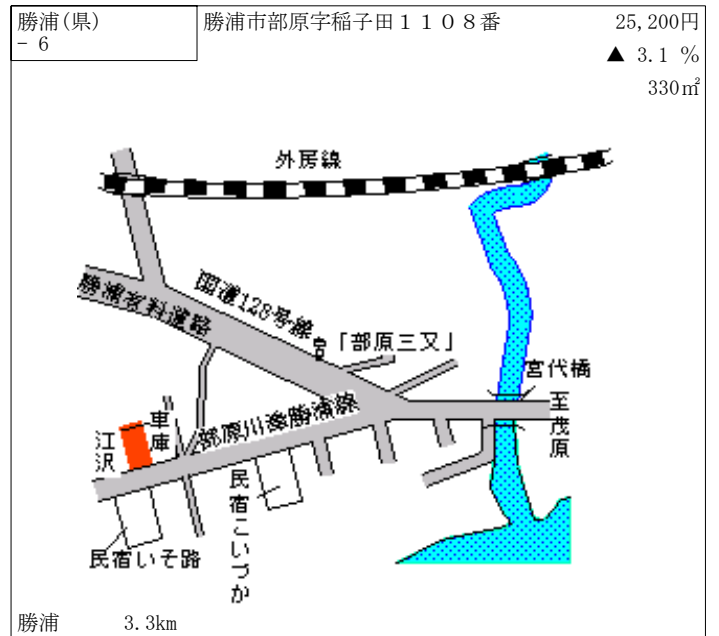 勝浦(県)
- 6
勝浦市部原字稲子田１１０８番
25,200円
▲ 3.1 %
330㎡
外房線
国道128号線
勝浦有料道路
「部原三又」
宮代橋
至茂原
部原川津勝浦線
車庫
江沢
民宿こいづか
民宿いそ路
勝浦 3.3km